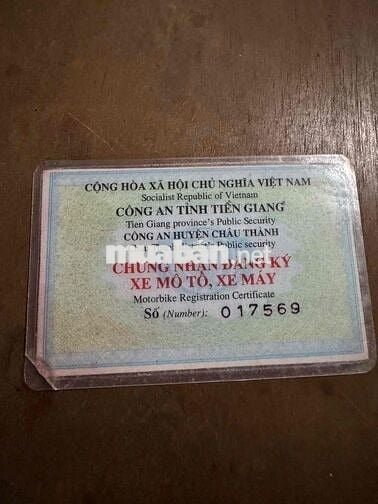 CỘNG HÒA XÃ HỘI CHỦ NGHĨA VIỆT NAM
Socialist Republic of Vietnam
CÔNG AN TỈNH TIỀN GIANG
Tien Giang province's Public Security
CÔNG AN HUYỆN CHÂU THÀNH
Public security
muaban.net
CHỨNG NHẬN ĐĂNG KÝ
XE MÔ TÔ, XE MÁY
Motorbike Registration Certificate
Số (Number): 017569